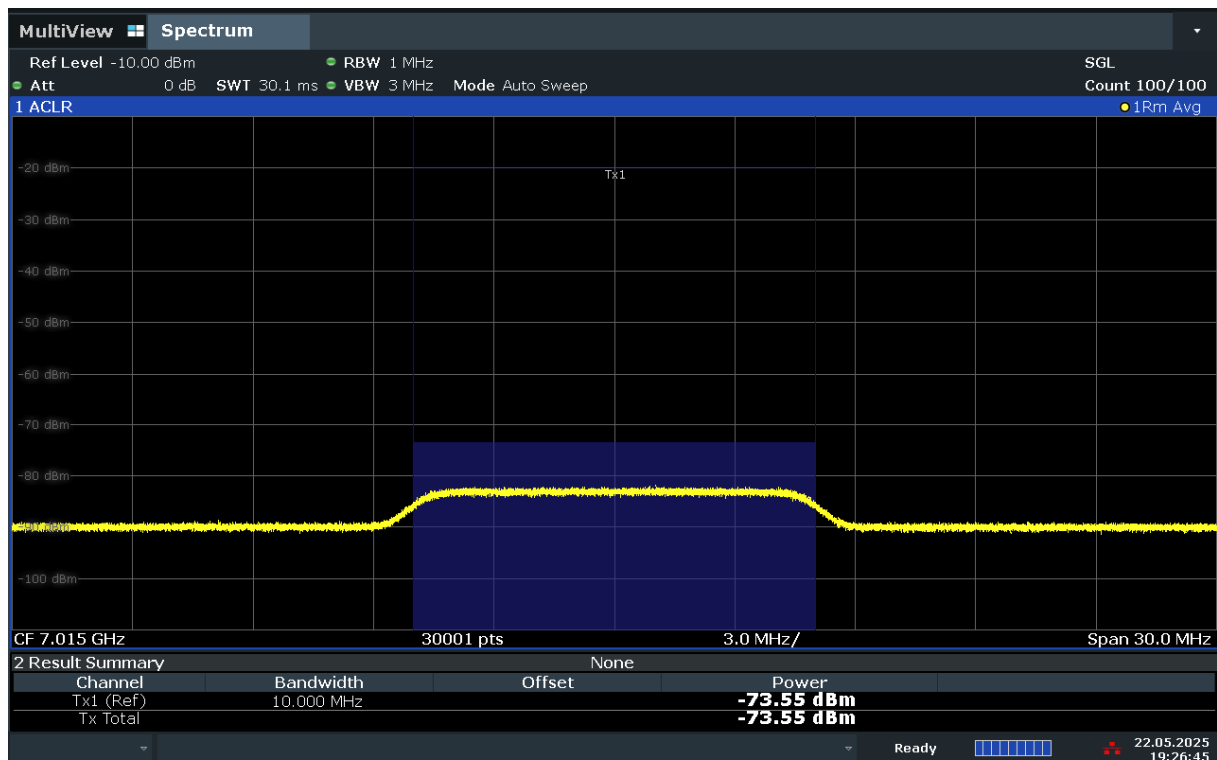 MultiView Spectrum
Ref Level -10.00 dBm RBW 1 MHz SGL
Att 0 dB SWT 30.1 ms VBW 3 MHz Mode Auto Sweep Count 100/100
1 ACLR 1Rm Avg
-20 dBm
Tx1
-30 dBm
-40 dBm
-50 dBm
-60 dBm
-70 dBm
-80 dBm
-100 dBm
CF 7.015 GHz 30001 pts 3.0 MHz/ Span 30.0 MHz
2 Result Summary None
Channel Bandwidth Offset Power
Tx1 (Ref) 10.000 MHz -73.55 dBm
Tx Total -73.55 dBm
Ready 22.05.2025
19:26:45